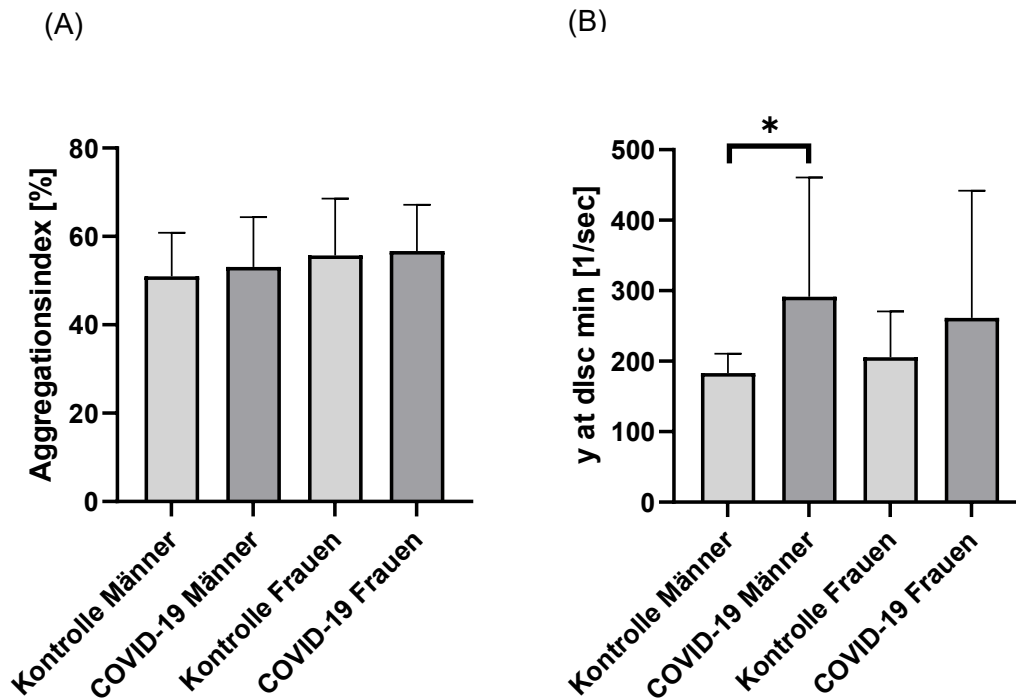 (A)
Aggregationsindex [%]
80
60
40
20
0
Kontrolle Männer
COVID-19 Männer
Kontrolle Frauen
COVID-19 Frauen
(B)
y at dIsc min [1/sec]
500
400
300
200
100
0
*
Kontrolle Männer
COVID-19 Männer
Kontrolle Frauen
COVID-19 Frauen